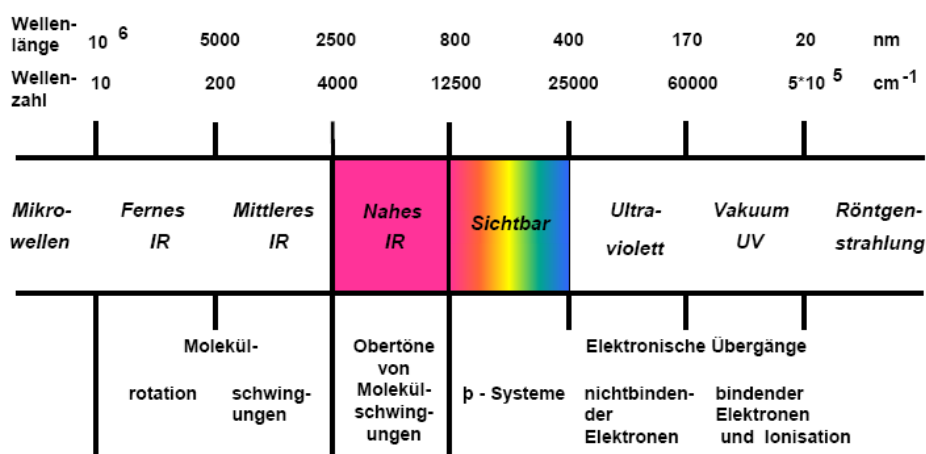 Wellen-
länge 10 6 5000 2500 800 400 170 20 nm
Wellen-
zahl 10 200 4000 12500 25000 60000 5*10 5 cm-1
Mikro- Fernes Mittleres Nahes Sichtbar Ultra- Vakuum Röntgen-
wellen IR IR IR violett UV strahlung
Molekül- Obertöne Elektronische Übergänge
von
rotation schwing- Molekül- þ - Systeme nichtbinden- bindender
ungen schwing- der Elektronen
ungen Elektronen und Ionisation